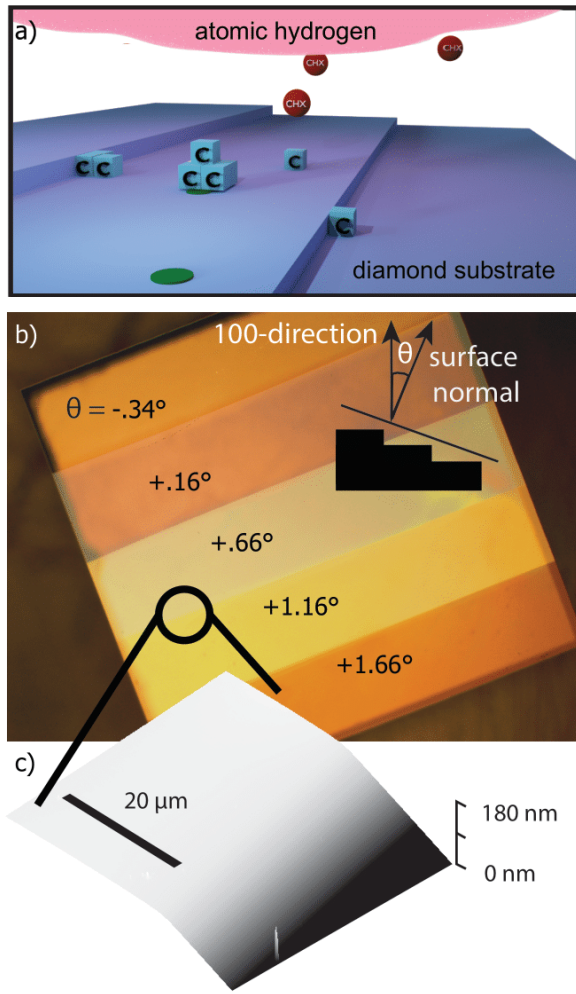 a)
atomic hydrogen
CHX
CHX
CHX
C
C C
C
C C
C
diamond substrate
b)
100-direction
θ
surface
normal
θ = -.34°
+.16°
+.66°
+1.16°
+1.66°
c)
20 µm
180 nm
0 nm